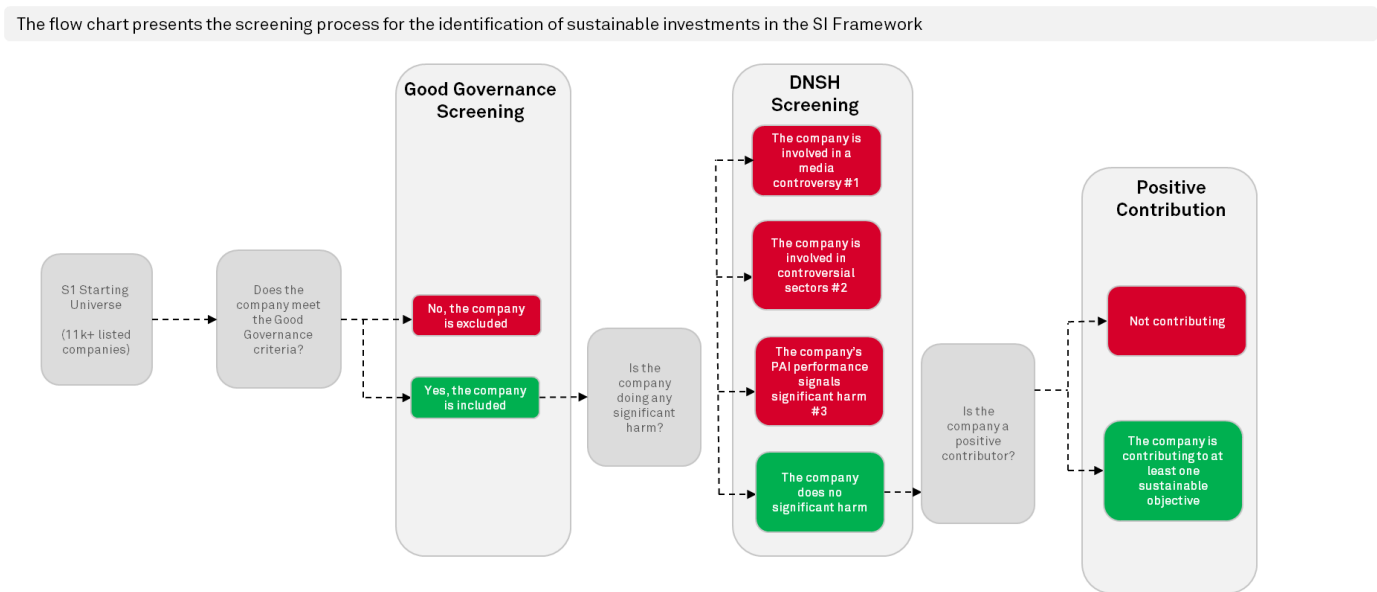 The flow chart presents the screening process for the identification of sustainable investments in the SI Framework
S1 Starting
Universe
(11k+ listed
companies)
Does the
company meet
the Good
Governance
criteria?
Good Governance
Screening
No, the company
is excluded
Yes, the company
is included
Is the
company
doing any
significant
harm?
DNSH
Screening
The company is
involved in a
media
controversy #1
The company is
involved in
controversial
sectors #2
The company's
PAI performance
signals
significant harm
#3
The company
does no
significant harm
Is the
company a
positive
contributor?
Positive
Contribution
Not contributing
The company is
contributing to at
least one
sustainable
objective